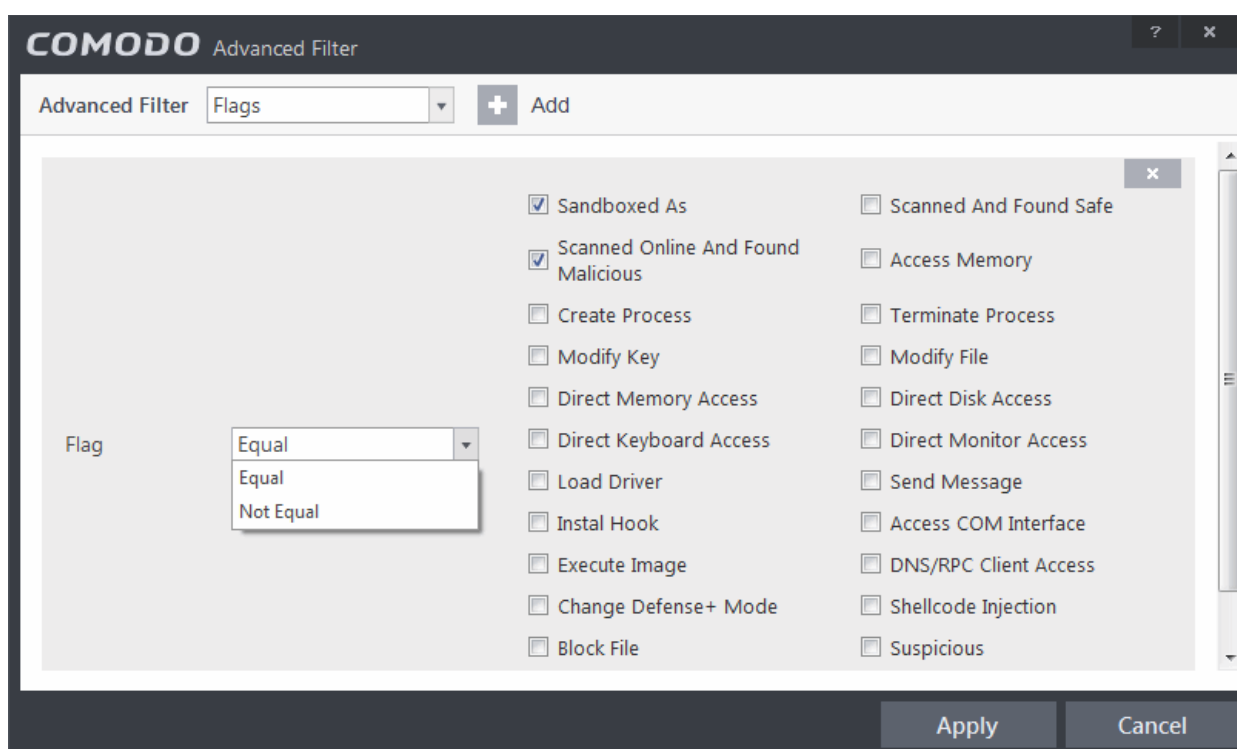 COMODO Advanced Filter
? ×
Advanced Filter Flags + Add
×
Sandboxed As Scanned And Found Safe
Scanned Online And Found
Malicious
Access Memory
Create Process Terminate Process
Modify Key Modify File
Direct Memory Access Direct Disk Access
Flag Equal Direct Keyboard Access Direct Monitor Access
Equal
Not Equal
Load Driver Send Message
Instal Hook Access COM Interface
Execute Image DNS/RPC Client Access
Change Defense+ Mode Shellcode Injection
Block File Suspicious
Apply Cancel